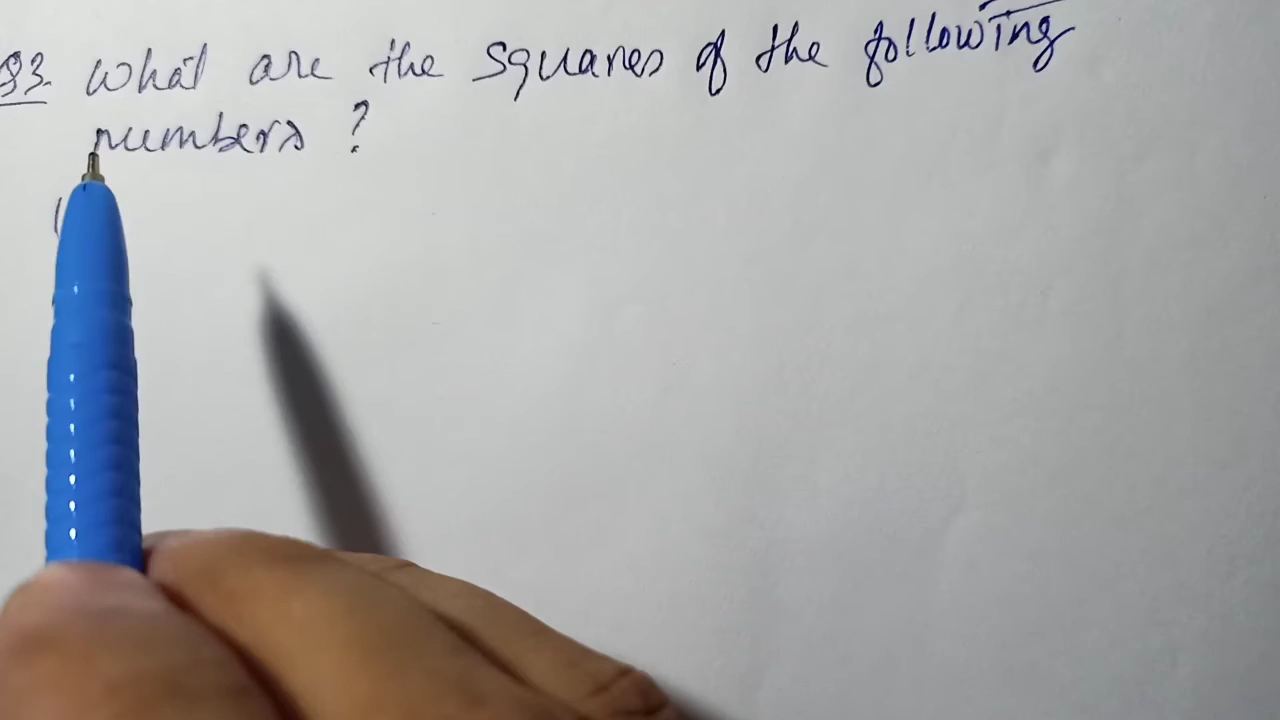 Q3. What are the squares of the following
numbers ?
(